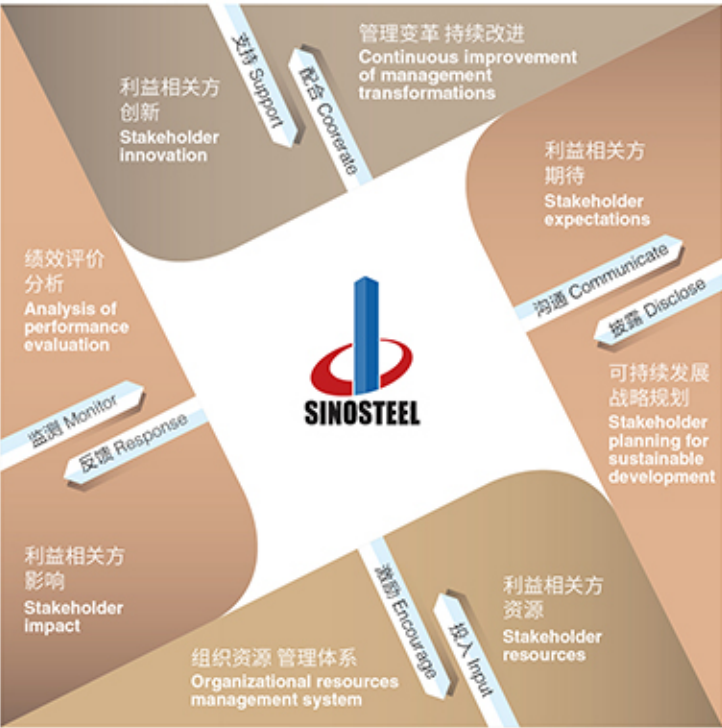 管理变革 持续改进
Continuous improvement
of management
transformations
支持 Support
配合 Coorerate
利益相关方
创新
Stakeholder
innovation
利益相关方
期待
Stakeholder
expectations
沟通 Communicate
披露 Disclose
绩效评价
分析
Analysis of
performance
evaluation
SINOSTEEL
可持续发展
战略规划
Stakeholder
planning for
sustainable
development
监测 Monitor
反馈 Response
利益相关方
影响
Stakeholder
impact
激励 Encourage
投入 Input
利益相关方
资源
Stakeholder
resources
组织资源 管理体系
Organizational resources
management system